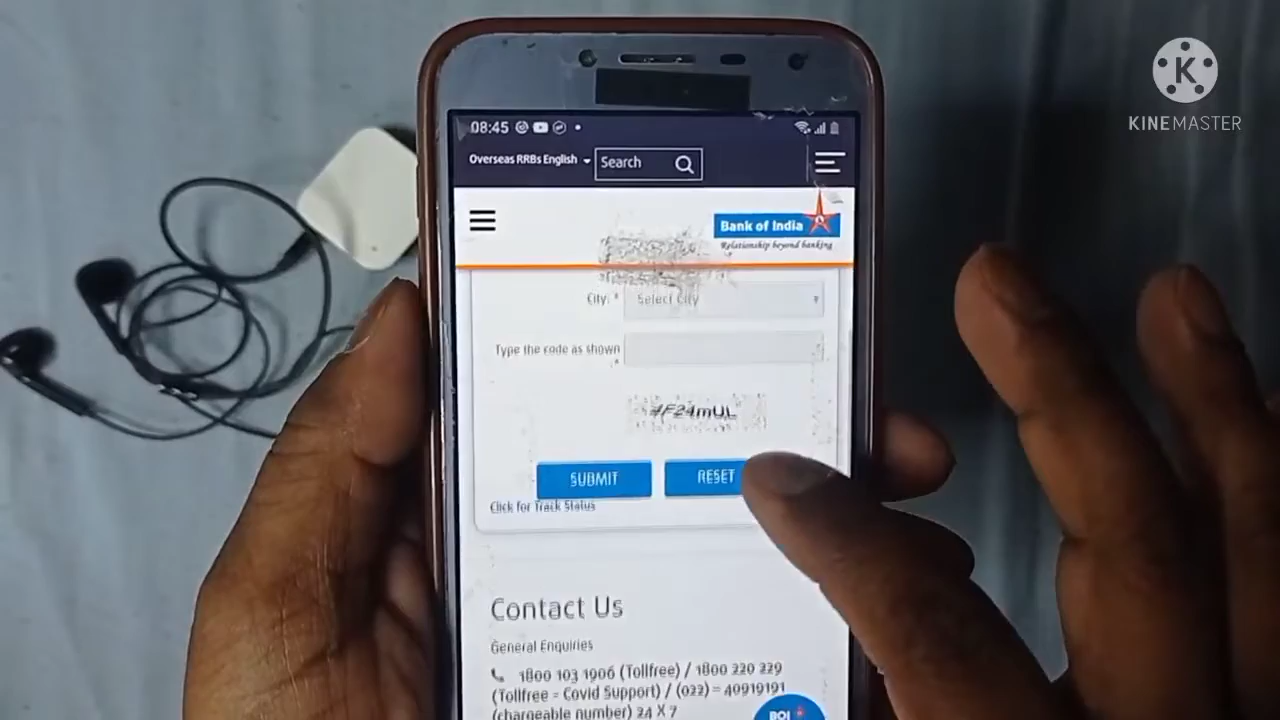 KINEMASTER
08:45
Overseas RRBs English
Search
Bank of India
Relationship beyond banking
City: *
Select City
Type the code as shown
*
4F24mUL
SUBMIT
RESET
Click for Track Status
Contact Us
General Enquiries
1800 103 1906 (Tollfree) / 1800 220 229
(Tollfree - Covid Support) / (022) - 40919191
(chargeable number) 24 X 7
BOI